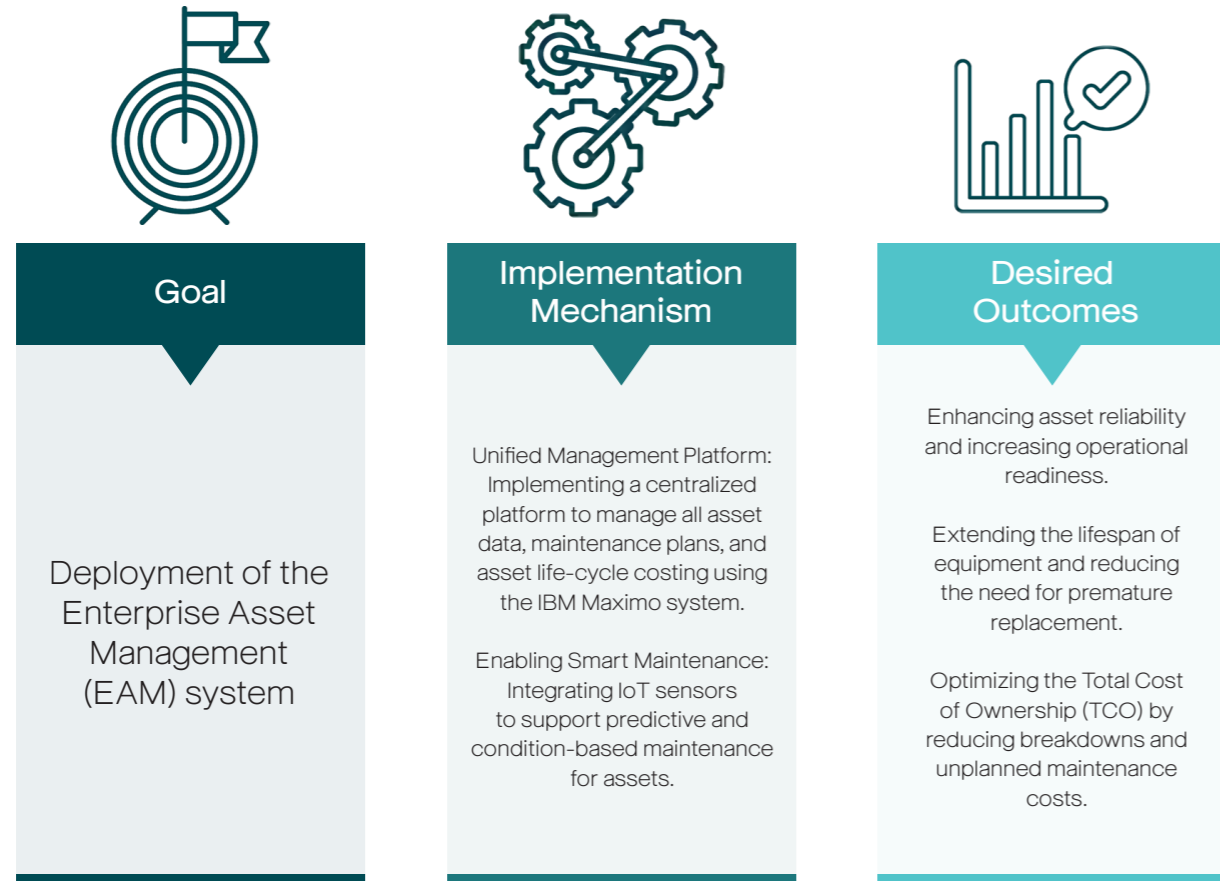 Goal
Deployment of the
Enterprise Asset
Management
(EAM) system
Implementation
Mechanism
Unified Management Platform:
Implementing a centralized
platform to manage all asset
data, maintenance plans, and
asset life-cycle costing using
the IBM Maximo system.
Enabling Smart Maintenance:
Integrating IoT sensors
to support predictive and
condition-based maintenance
for assets.
Desired
Outcomes
Enhancing asset reliability
and increasing operational
readiness.
Extending the lifespan of
equipment and reducing
the need for premature
replacement.
Optimizing the Total Cost
of Ownership (TCO) by
reducing breakdowns and
unplanned maintenance
costs.